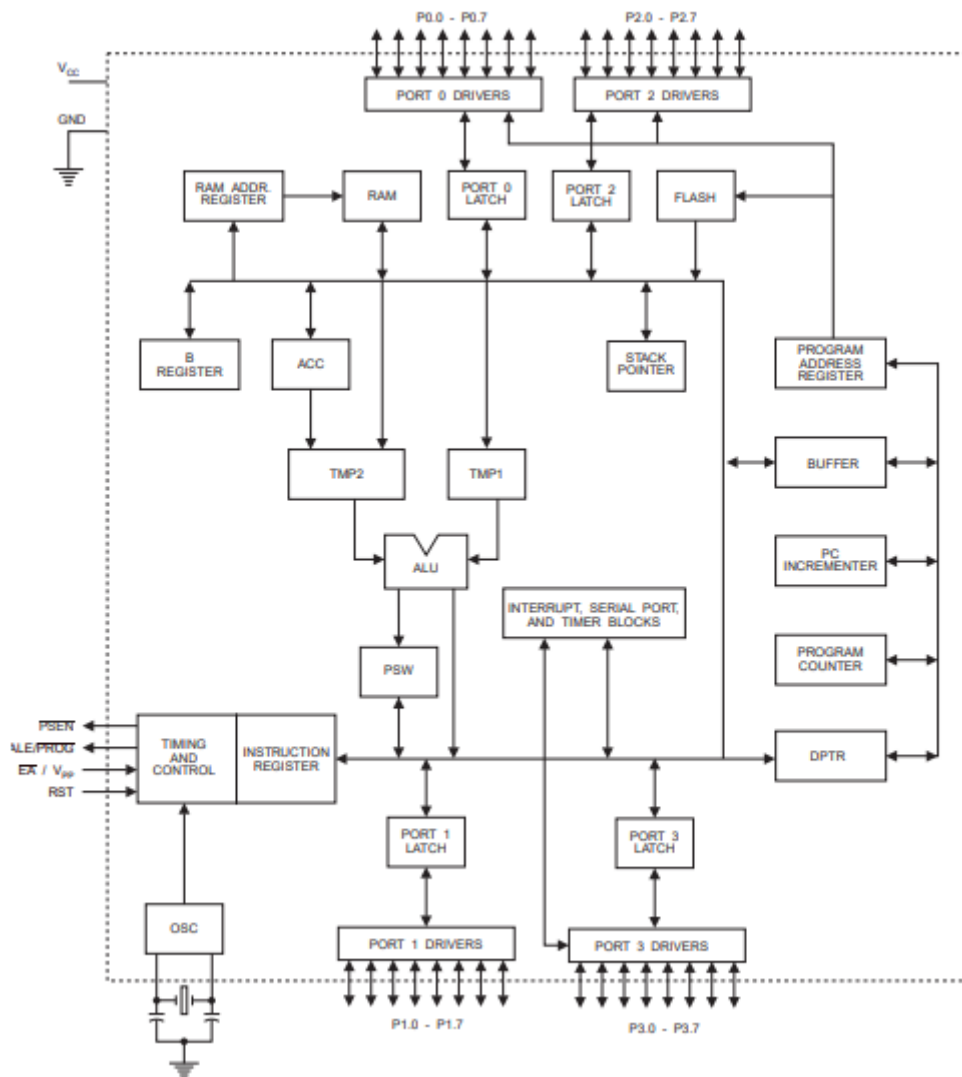 P0.0 - P0.7
P2.0 - P2.7
VCC
PORT 0 DRIVERS
PORT 2 DRIVERS
GND
RAM ADDR.
REGISTER
RAM
PORT 0
LATCH
PORT 2
LATCH
FLASH
B
REGISTER
ACC
STACK
POINTER
PROGRAM
ADDRESS
REGISTER
TMP2
TMP1
BUFFER
ALU
PC
INCREMENTER
INTERRUPT, SERIAL PORT,
AND TIMER BLOCKS
PSW
PROGRAM
COUNTER
PSEN
ALE/PROG
EA / VPP
RST
TIMING
AND
CONTROL
INSTRUCTION
REGISTER
DPTR
PORT 1
LATCH
PORT 3
LATCH
OSC
PORT 1 DRIVERS
PORT 3 DRIVERS
P1.0 - P1.7
P3.0 - P3.7